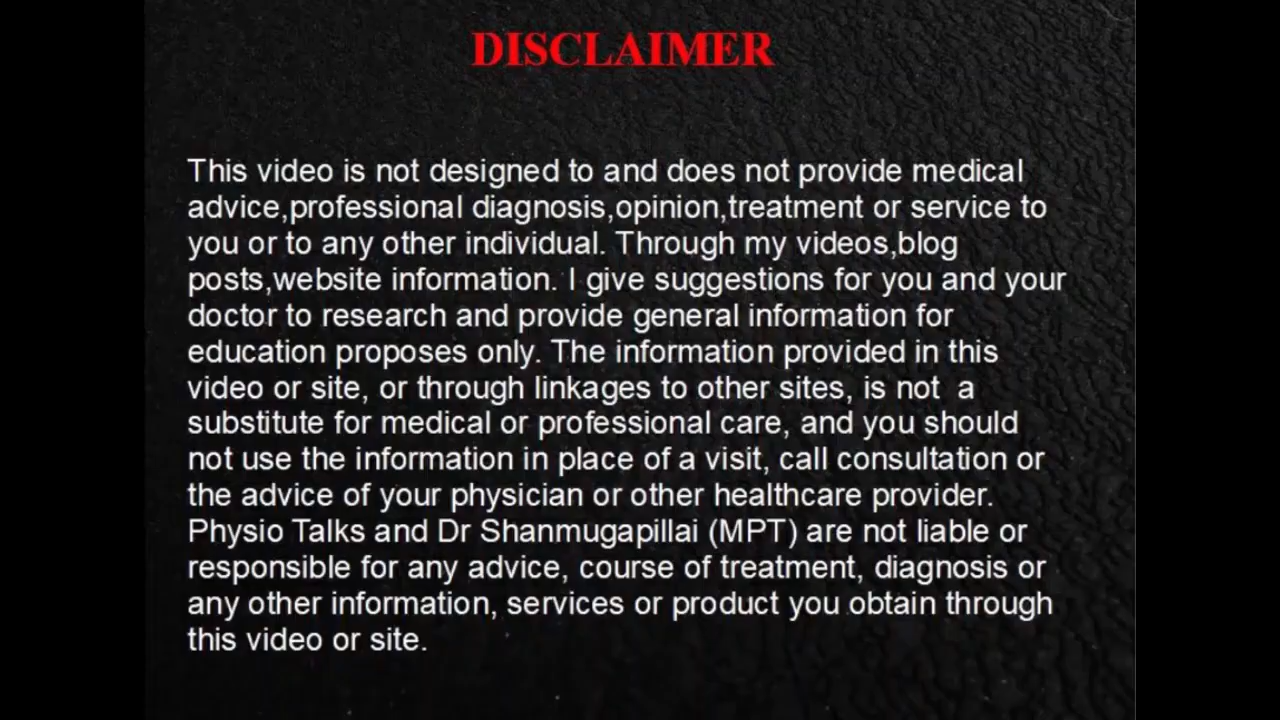 DISCLAIMER
This video is not designed to and does not provide medical
advice,professional diagnosis,opinion,treatment or service to
you or to any other individual. Through my videos,blog
posts,website information. I give suggestions for you and your
doctor to research and provide general information for
education proposes only. The information provided in this
video or site, or through linkages to other sites, is not  a
substitute for medical or professional care, and you should
not use the information in place of a visit, call consultation or
the advice of your physician or other healthcare provider.
Physio Talks and Dr Shanmugapillai (MPT) are not liable or
responsible for any advice, course of treatment, diagnosis or
any other information, services or product you obtain through
this video or site.